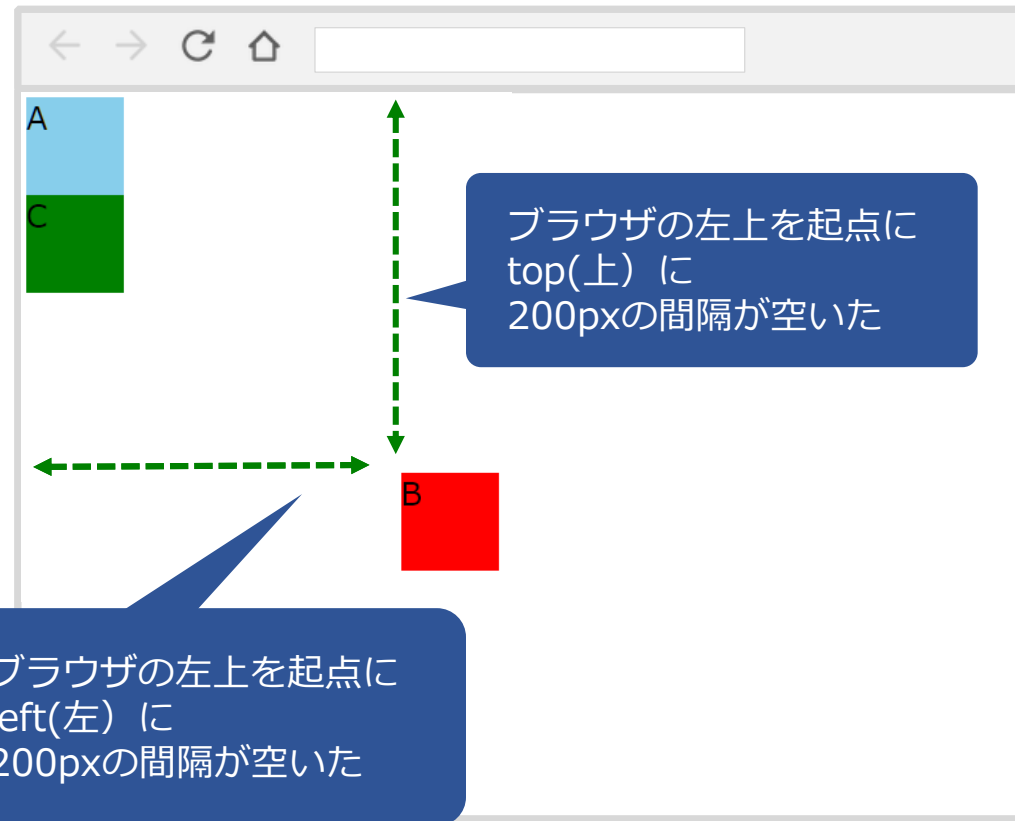 A
C
ブラウザの左上を起点に
top(上）に
200pxの間隔が空いた
B
ブラウザの左上を起点に
left(左）に
200pxの間隔が空いた